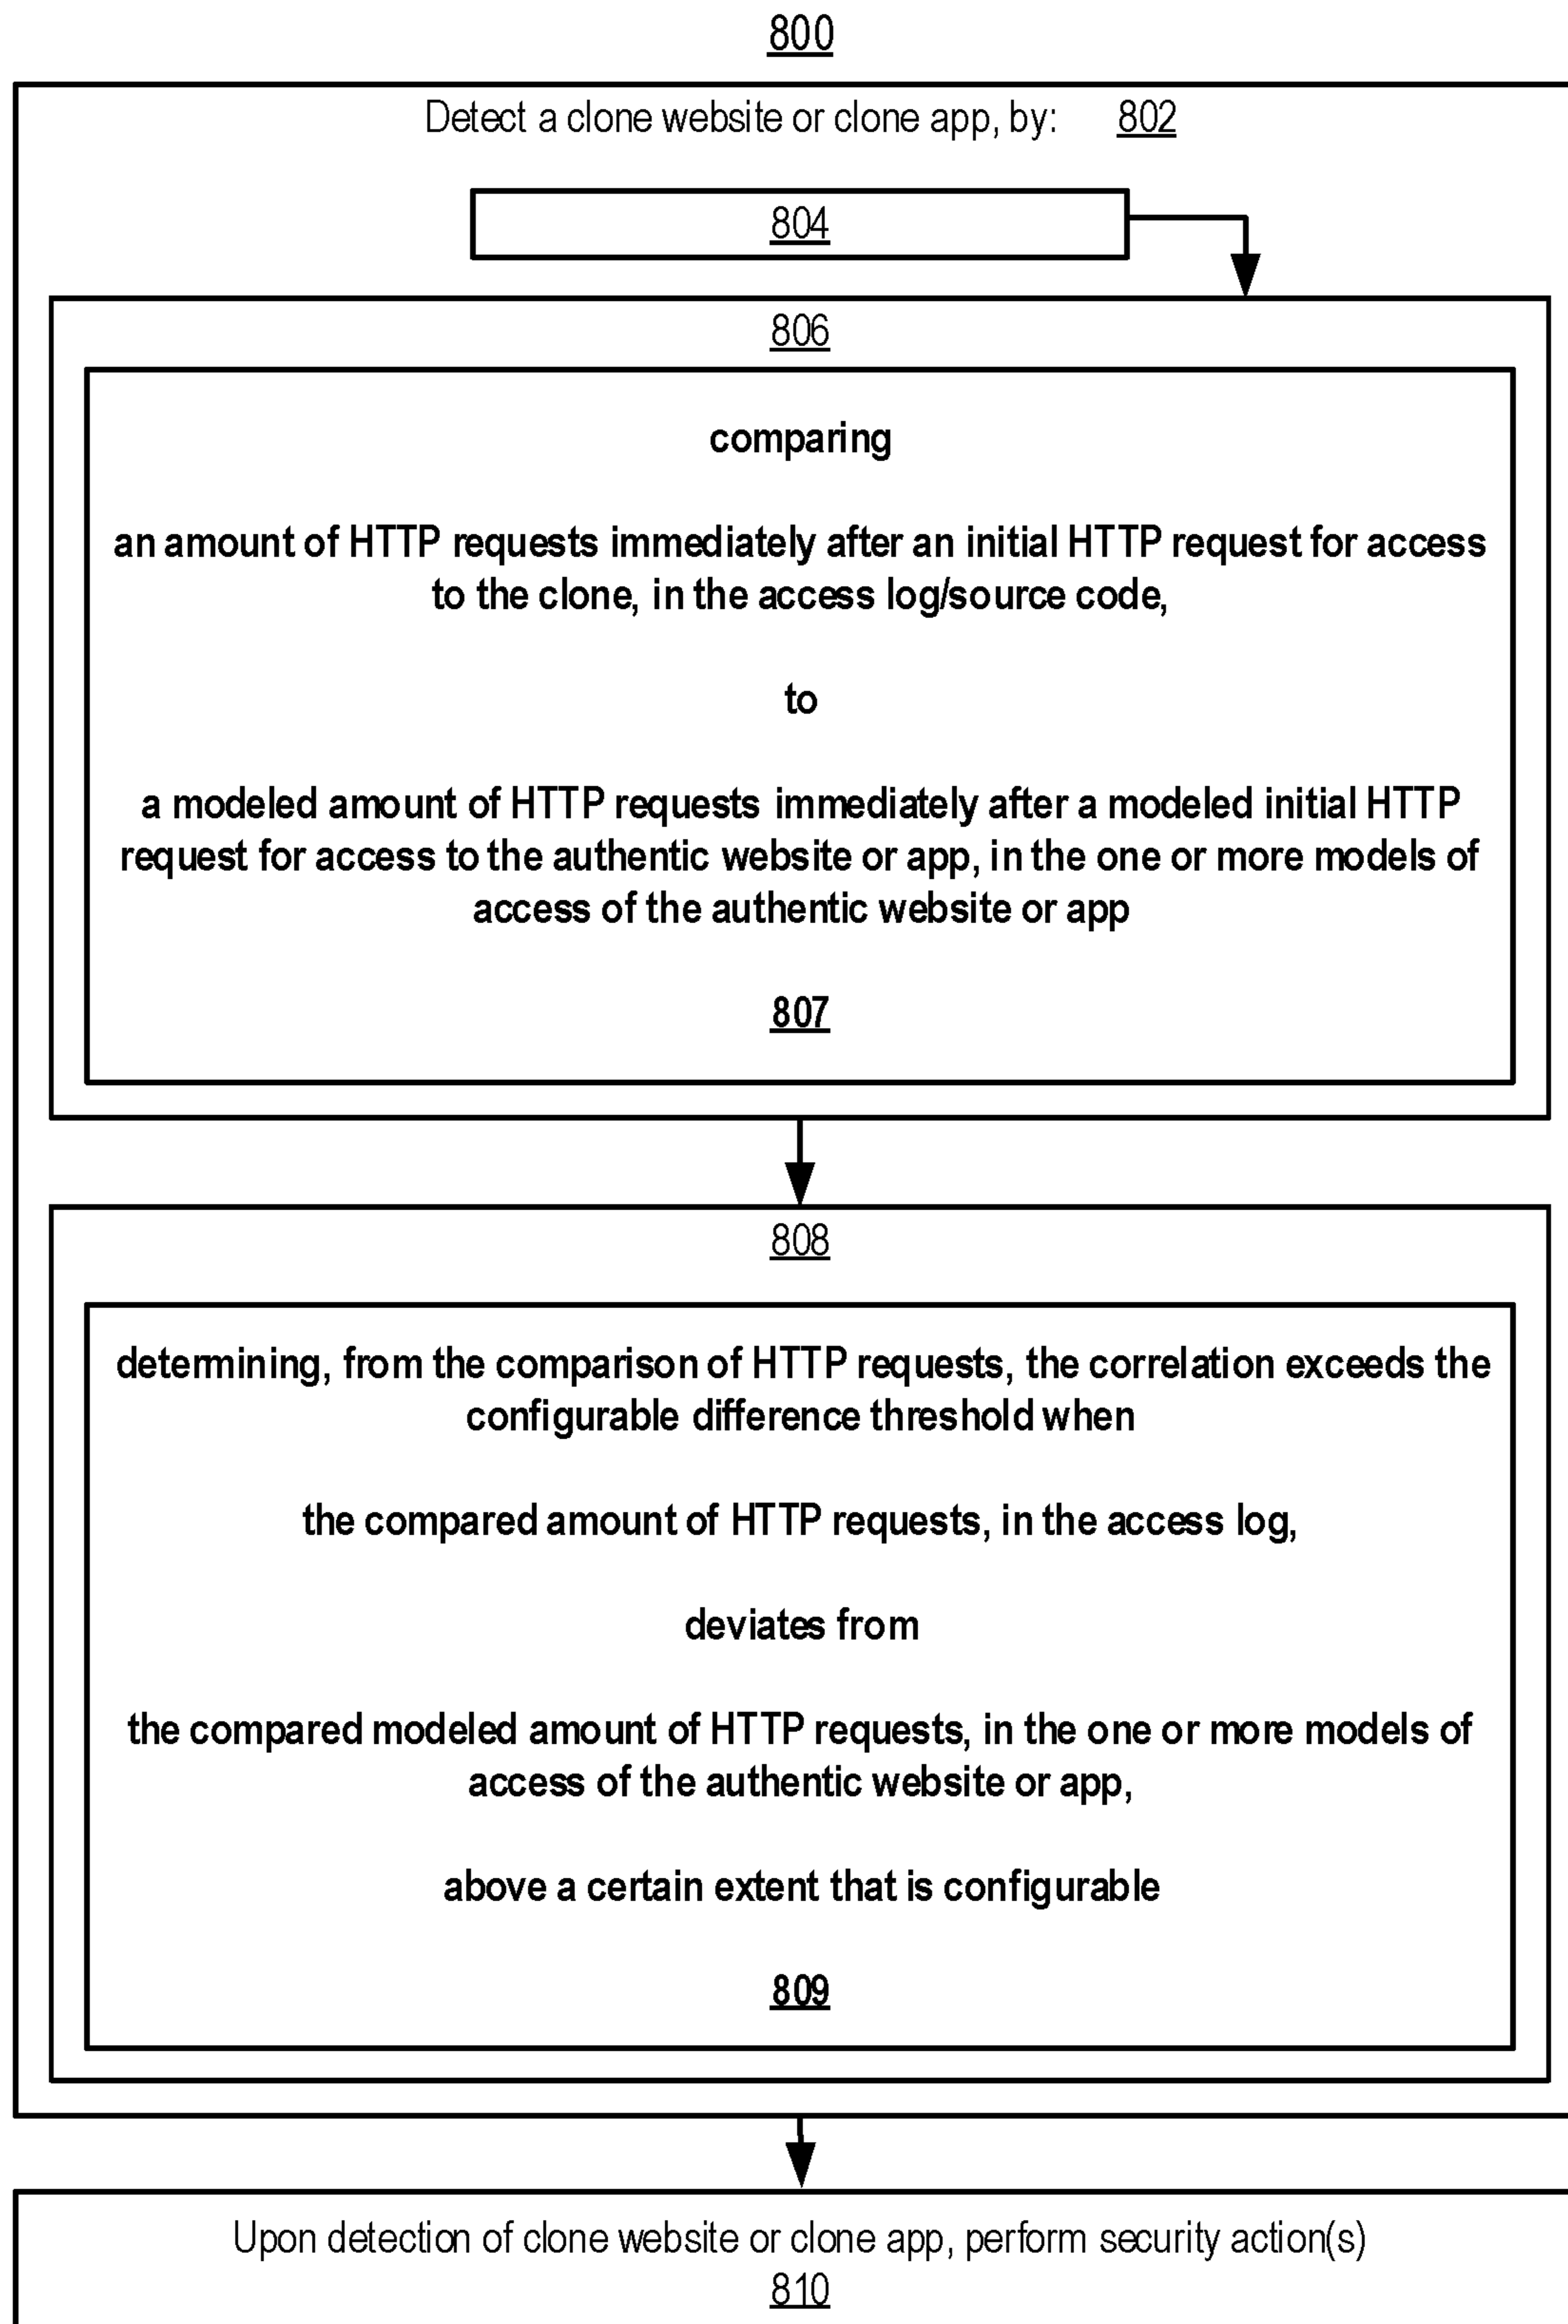 800
Detect a clone website or clone app, by: 802
804
806
comparing
an amount of HTTP requests immediately after an initial HTTP request for access
to the clone, in the access log/source code,
to
a modeled amount of HTTP requests immediately after a modeled initial HTTP
request for access to the authentic website or app, in the one or more models of
access of the authentic website or app
807
808
determining, from the comparison of HTTP requests, the correlation exceeds the
configurable difference threshold when
the compared amount of HTTP requests, in the access log,
deviates from
the compared modeled amount of HTTP requests, in the one or more models of
access of the authentic website or app,
above a certain extent that is configurable
809
Upon detection of clone website or clone app, perform security action(s)
810